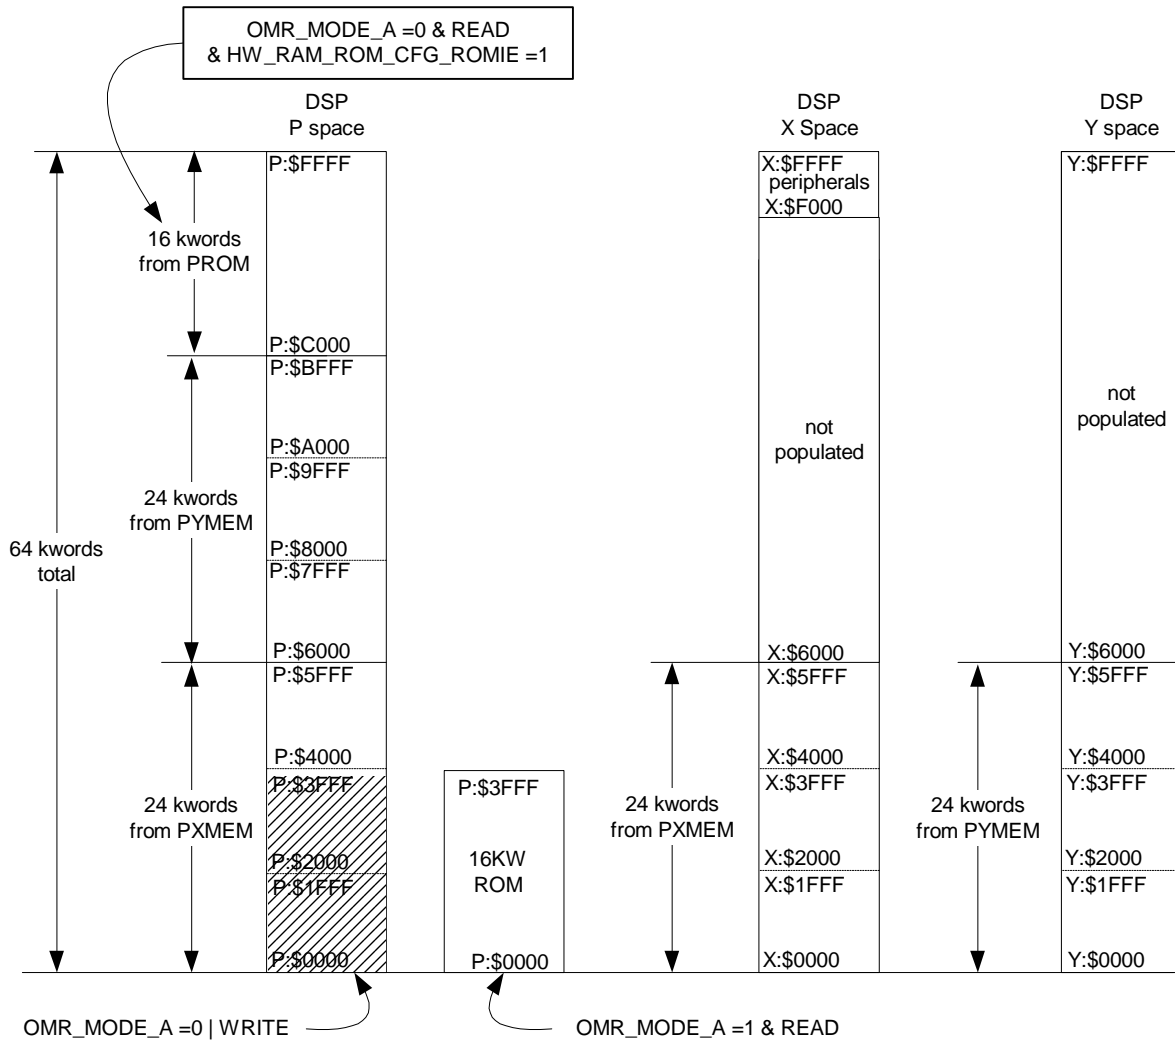 OMR_MODE_A =0 & READ
& HW_RAM_ROM_CFG_ROMIE =1
DSP
P space
DSP
X Space
DSP
Y space
64 kwords
total
16 kwords
from PROM
24 kwords
from PYMEM
24 kwords
from PXMEM
P:$FFFF
P:$C000
P:$BFFF
P:$A000
P:$9FFF
P:$8000
P:$7FFF
P:$6000
P:$5FFF
P:$4000
P:$3FFF
P:$2000
P:$1FFF
P:$0000
P:$3FFF
16KW
ROM
P:$0000
24 kwords
from PXMEM
X:$FFFF
peripherals
X:$F000
not
populated
X:$6000
X:$5FFF
X:$4000
X:$3FFF
X:$2000
X:$1FFF
X:$0000
24 kwords
from PYMEM
Y:$FFFF
not
populated
Y:$6000
Y:$5FFF
Y:$4000
Y:$3FFF
Y:$2000
Y:$1FFF
Y:$0000
OMR_MODE_A =0 | WRITE
OMR_MODE_A =1 & READ